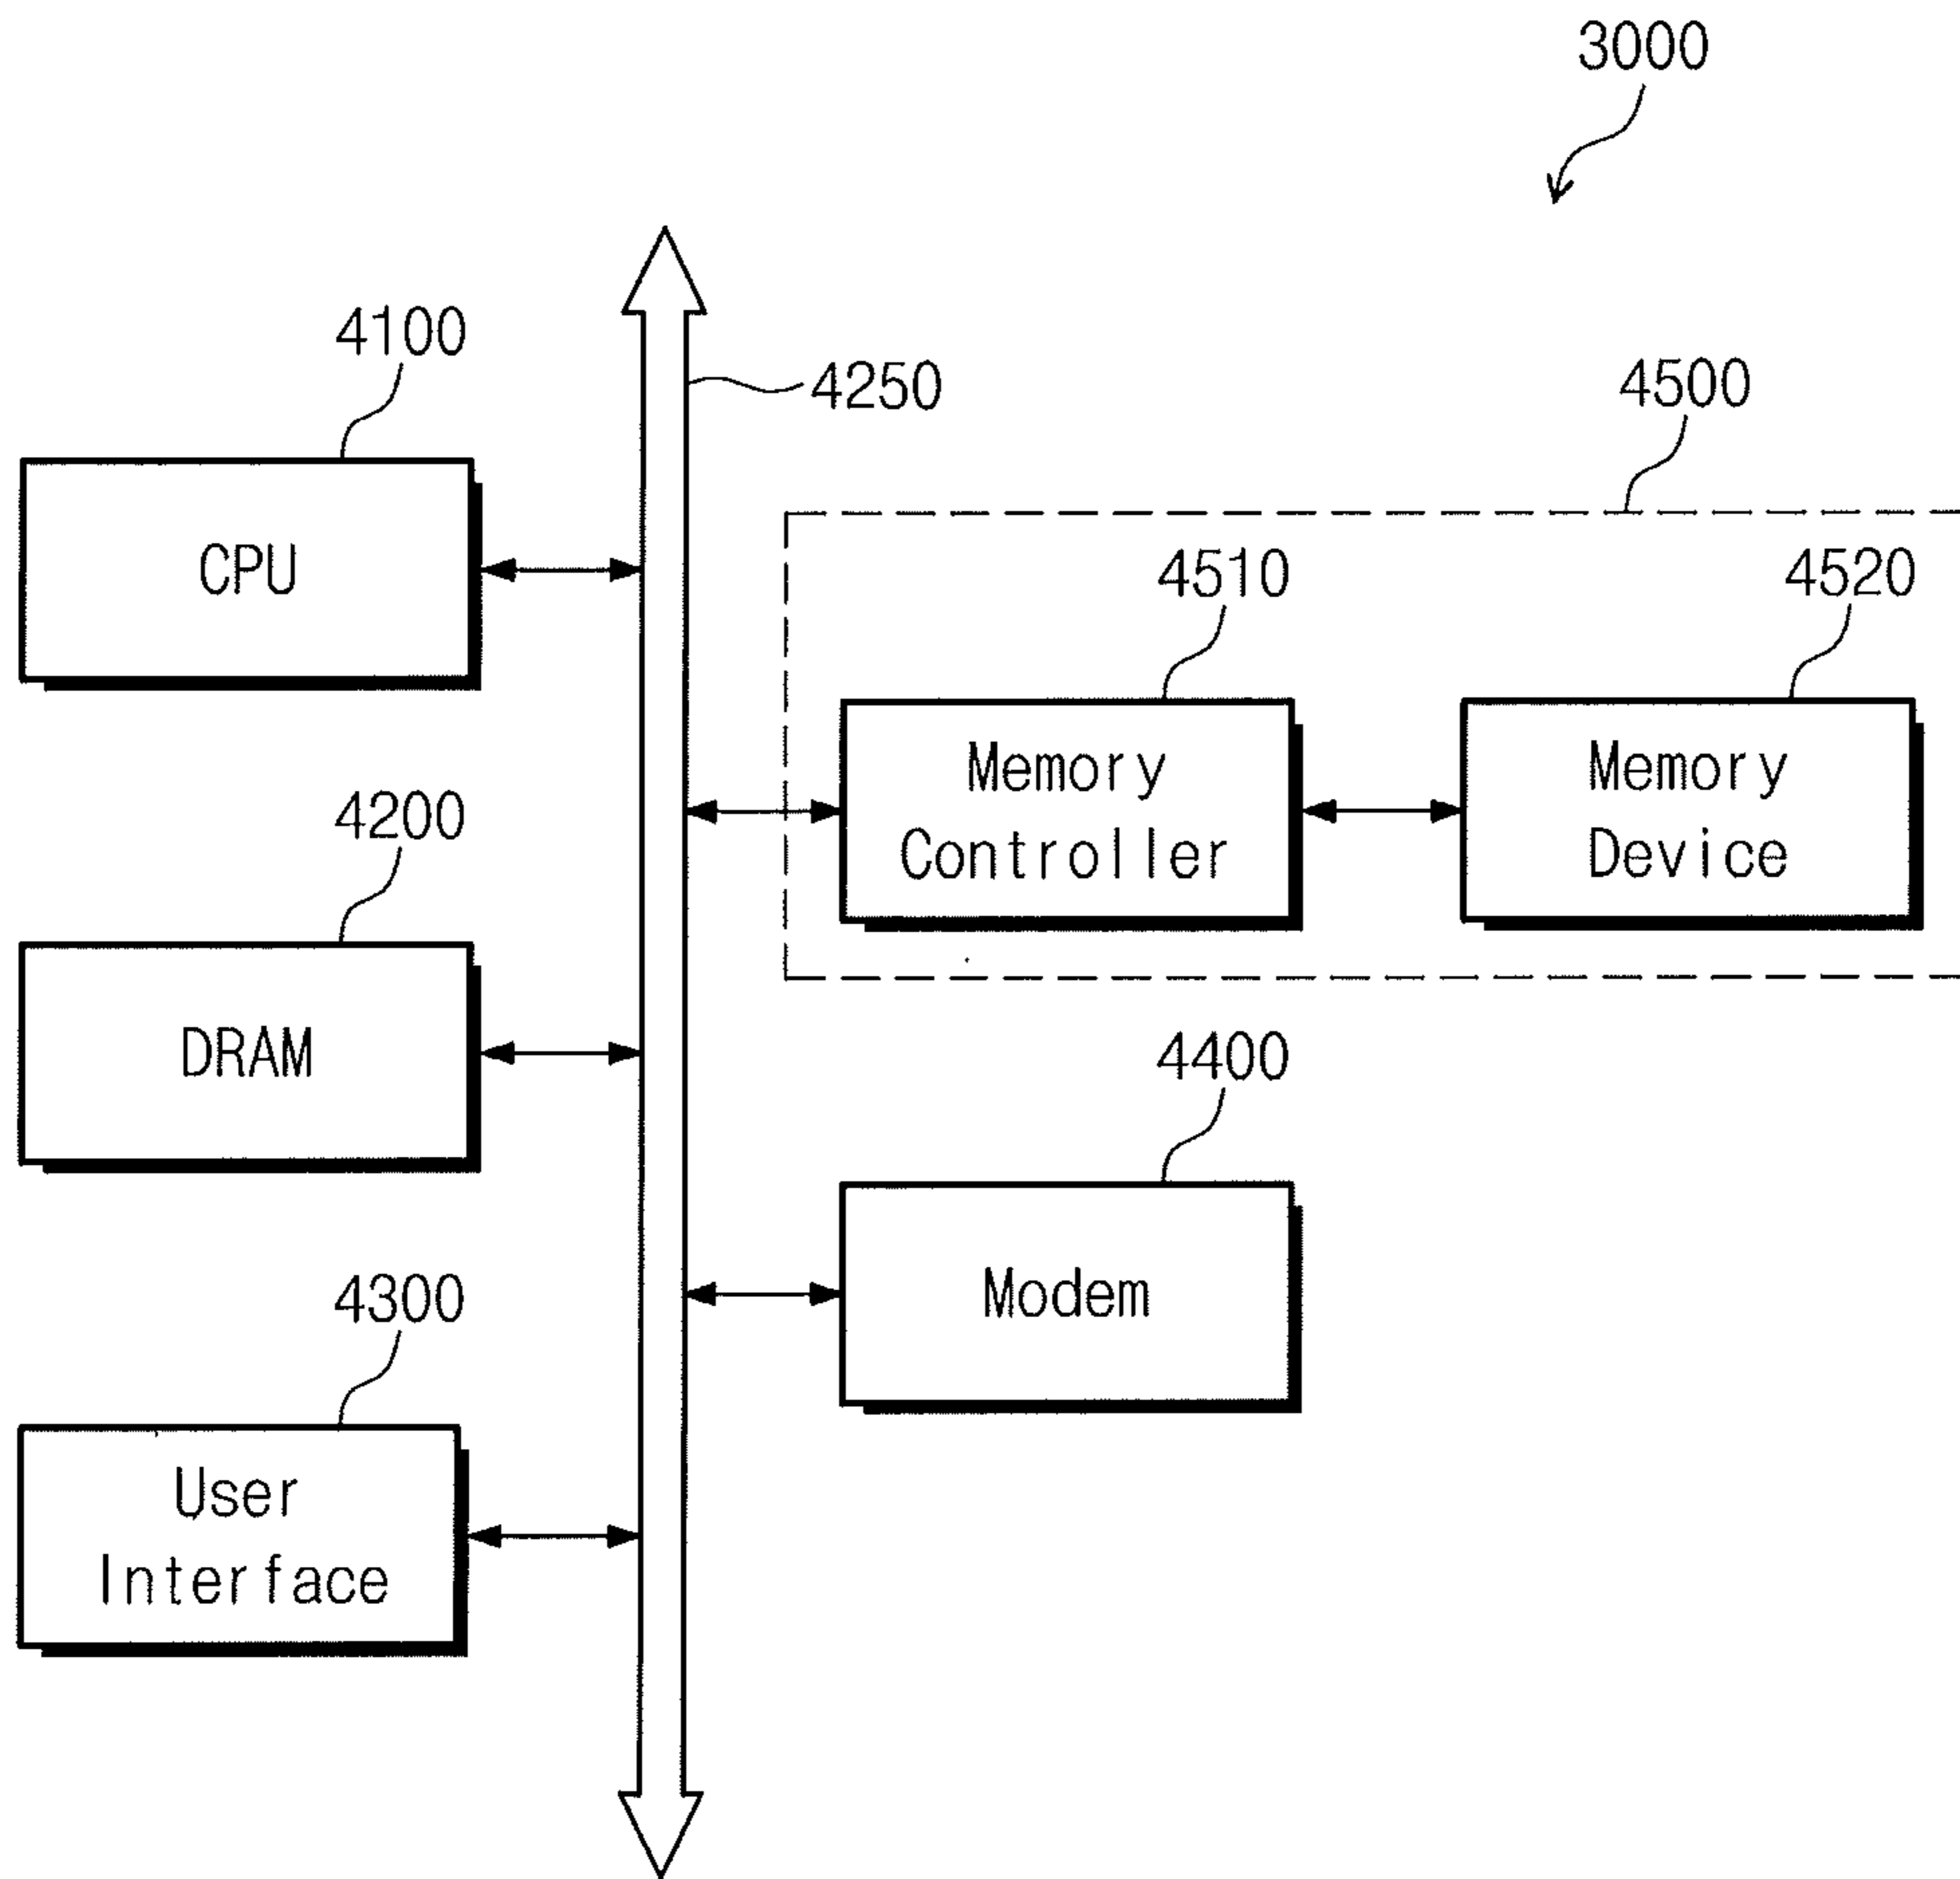 3000
4100
4250
4500
CPU
4510
4520
Memory
Controller
Memory
Device
4200
DRAM
4400
Modem
4300
User
Interface